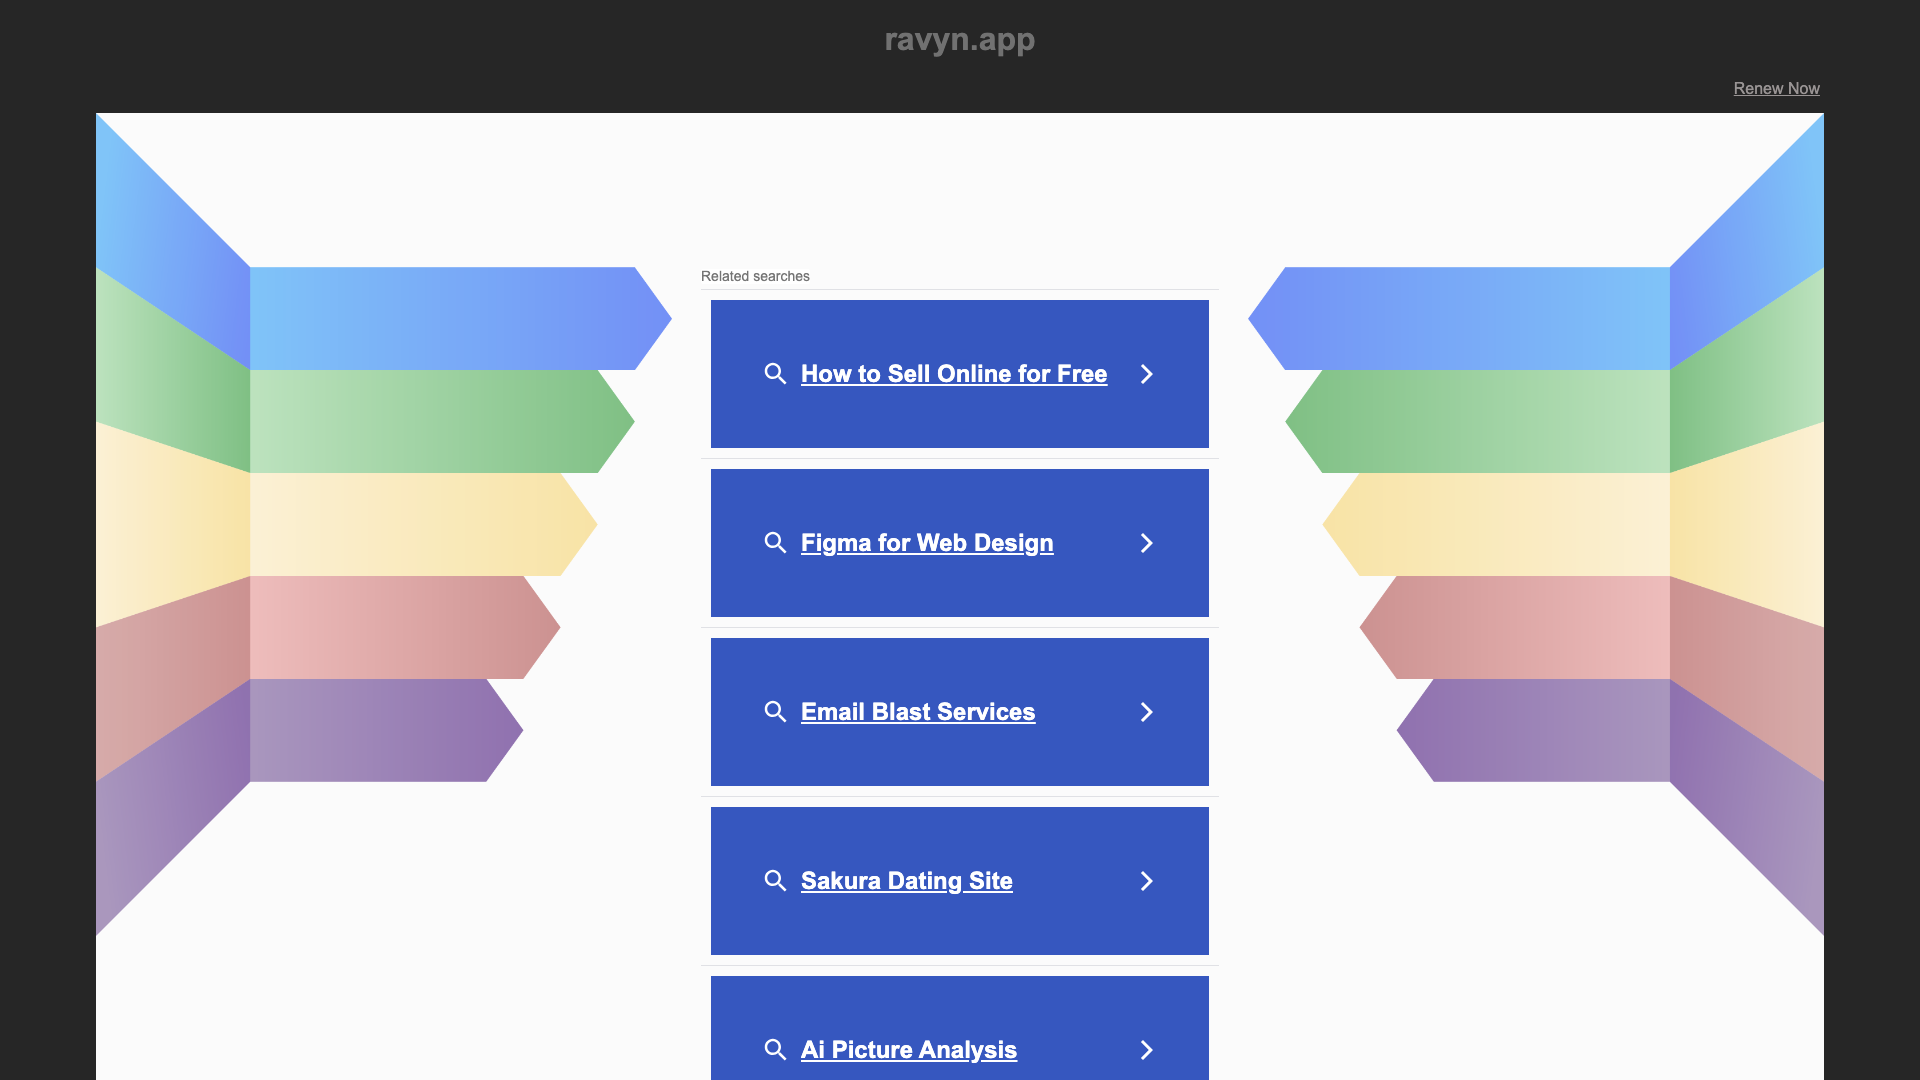 ravyn.app
Renew Now
Related searches
How to Sell Online for Free
Figma for Web Design
Email Blast Services
Sakura Dating Site
Ai Picture Analysis